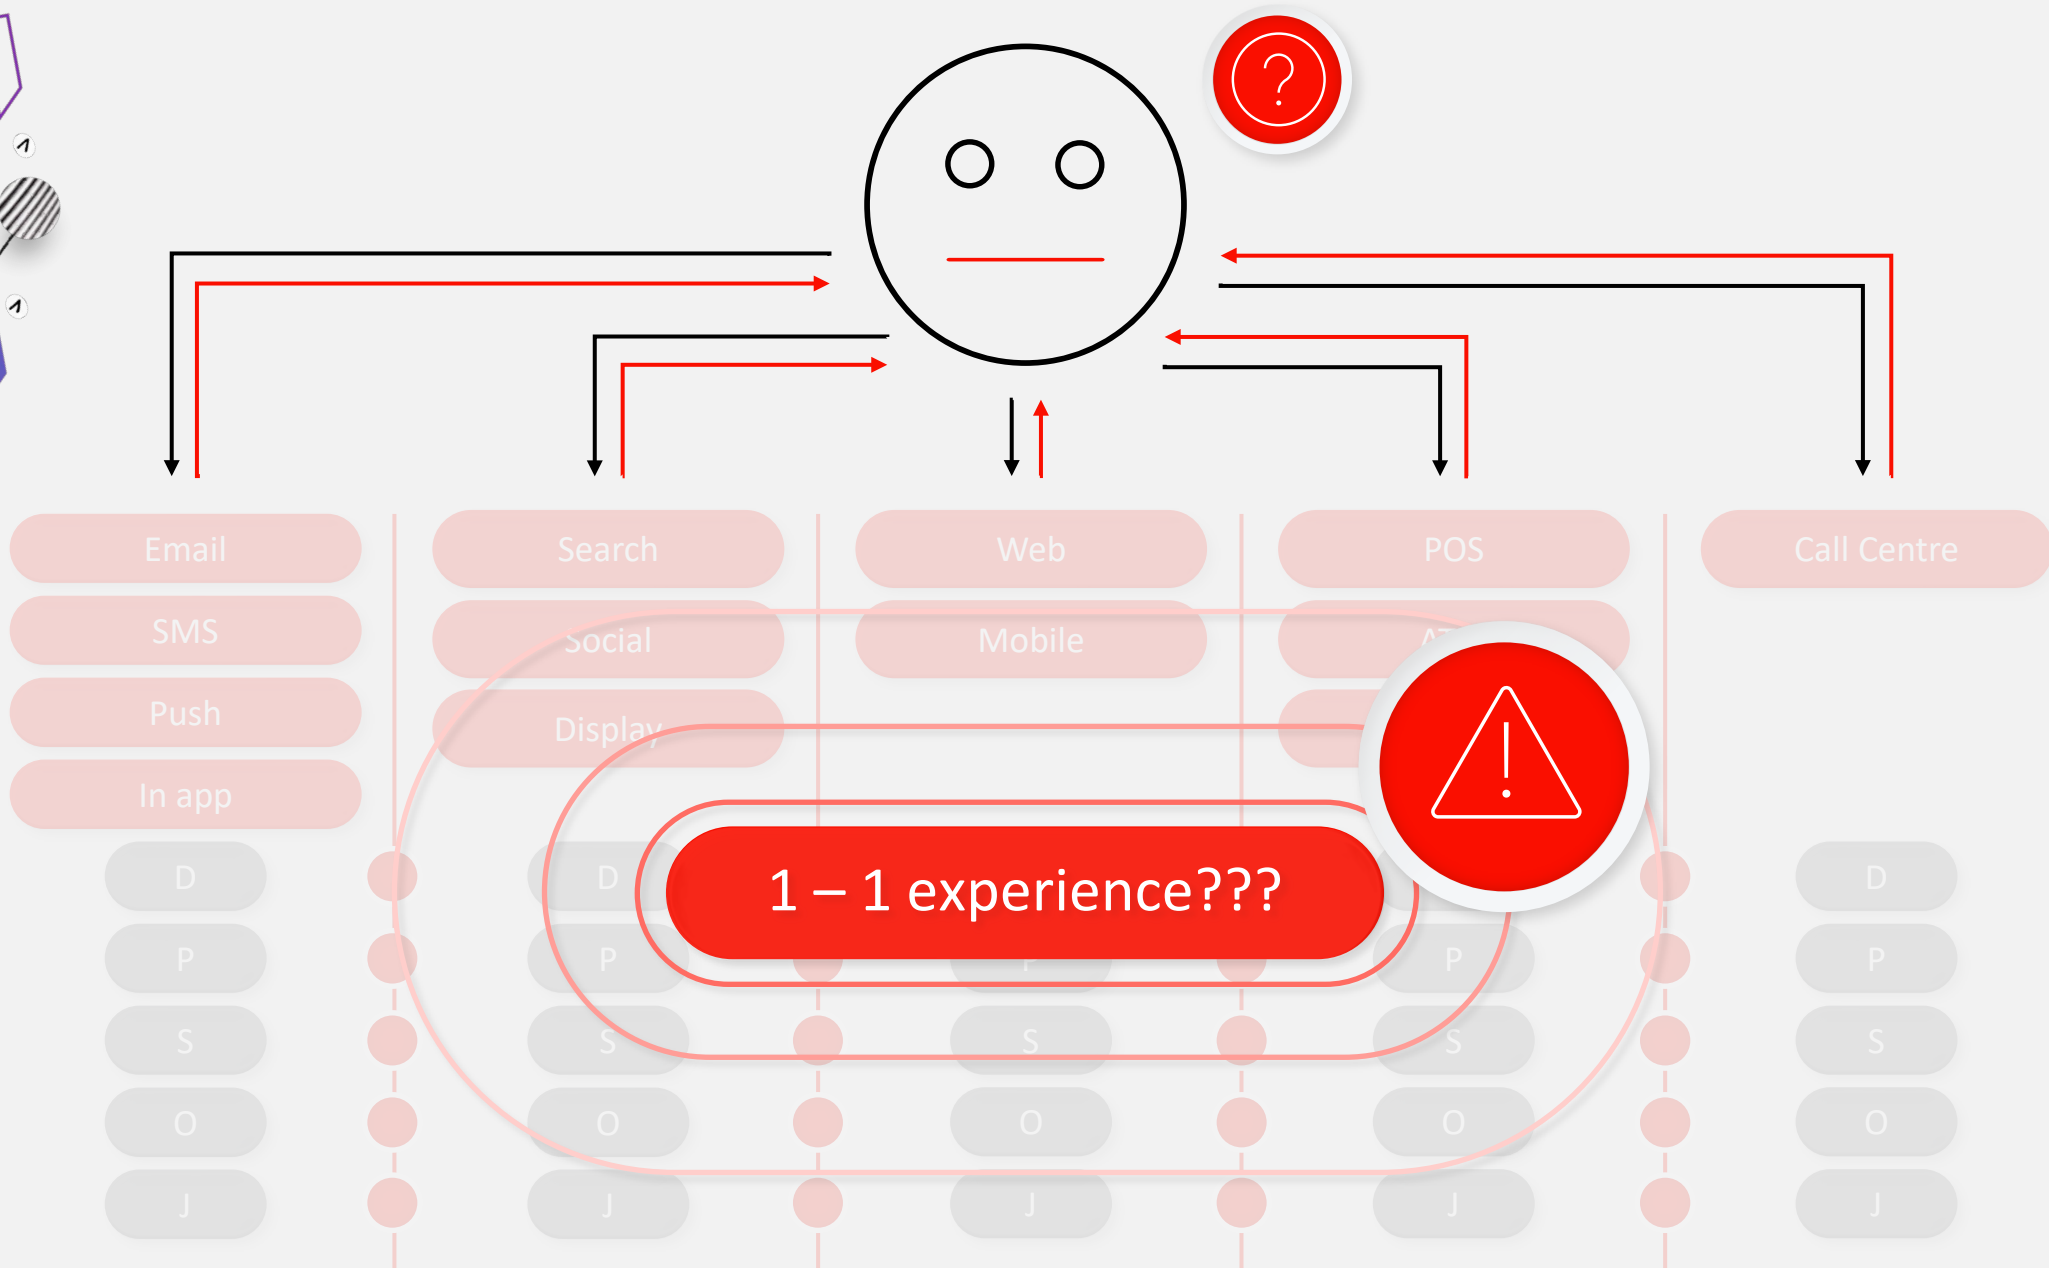 ?
Email
Search
Web
POS
Call Centre
SMS
Social
Mobile
Push
Display
In app
D
D
D
1 – 1 experience???
P
P
P
P
P
S
S
S
S
S
O
O
O
O
O
J
J
J
J
J